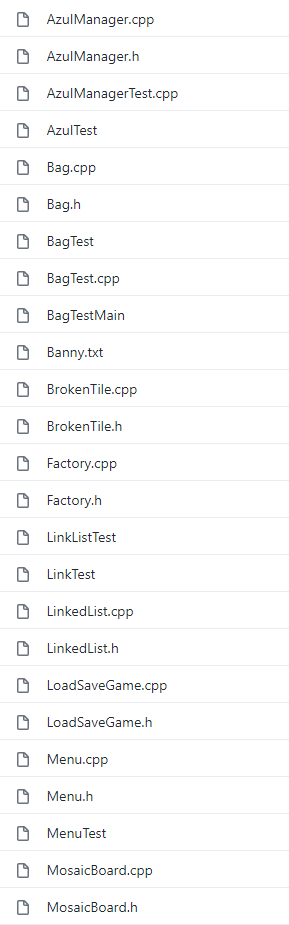 AzulManager.cpp
AzulManager.h
AzulManagerTest.cpp
AzulTest
Bag.cpp
Bag.h
BagTest
BagTest.cpp
BagTestMain
Banny.txt
BrokenTile.cpp
BrokenTile.h
Factory.cpp
Factory.h
LinkListTest
LinkTest
LinkedList.cpp
LinkedList.h
LoadSaveGame.cpp
LoadSaveGame.h
Menu.cpp
Menu.h
MenuTest
MosaicBoard.cpp
MosaicBoard.h